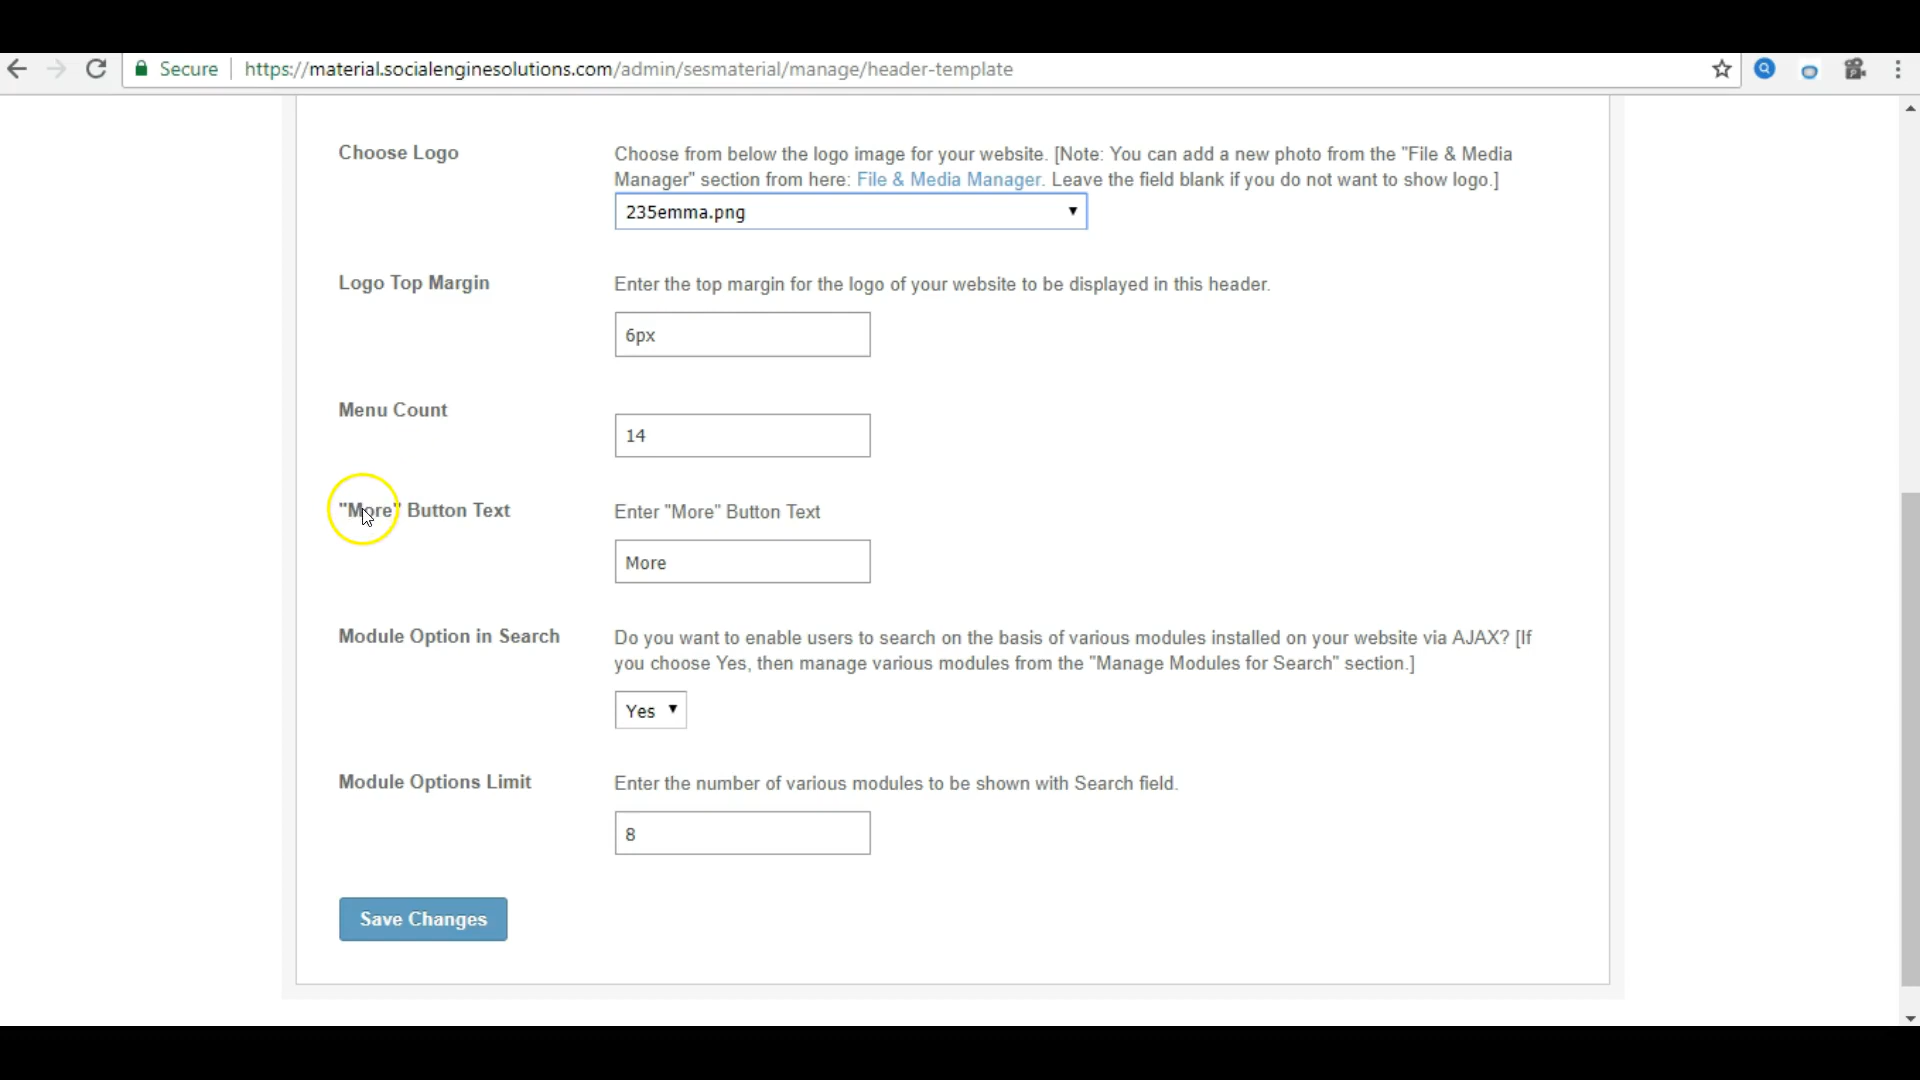 Secure
https://material.socialenginesolutions.com/admin/sesmaterial/manage/header-template
Choose Logo
Choose from below the logo image for your website. [Note: You can add a new photo from the "File & Media
Manager" section from here: File & Media Manager. Leave the field blank if you do not want to show logo.]
235emma.png
Logo Top Margin
Enter the top margin for the logo of your website to be displayed in this header.
6px
Menu Count
14
"More" Button Text
Enter "More" Button Text
More
Module Option in Search
Do you want to enable users to search on the basis of various modules installed on your website via AJAX? [If
you choose Yes, then manage various modules from the "Manage Modules for Search" section.]
Yes
Module Options Limit
Enter the number of various modules to be shown with Search field.
8
Save Changes